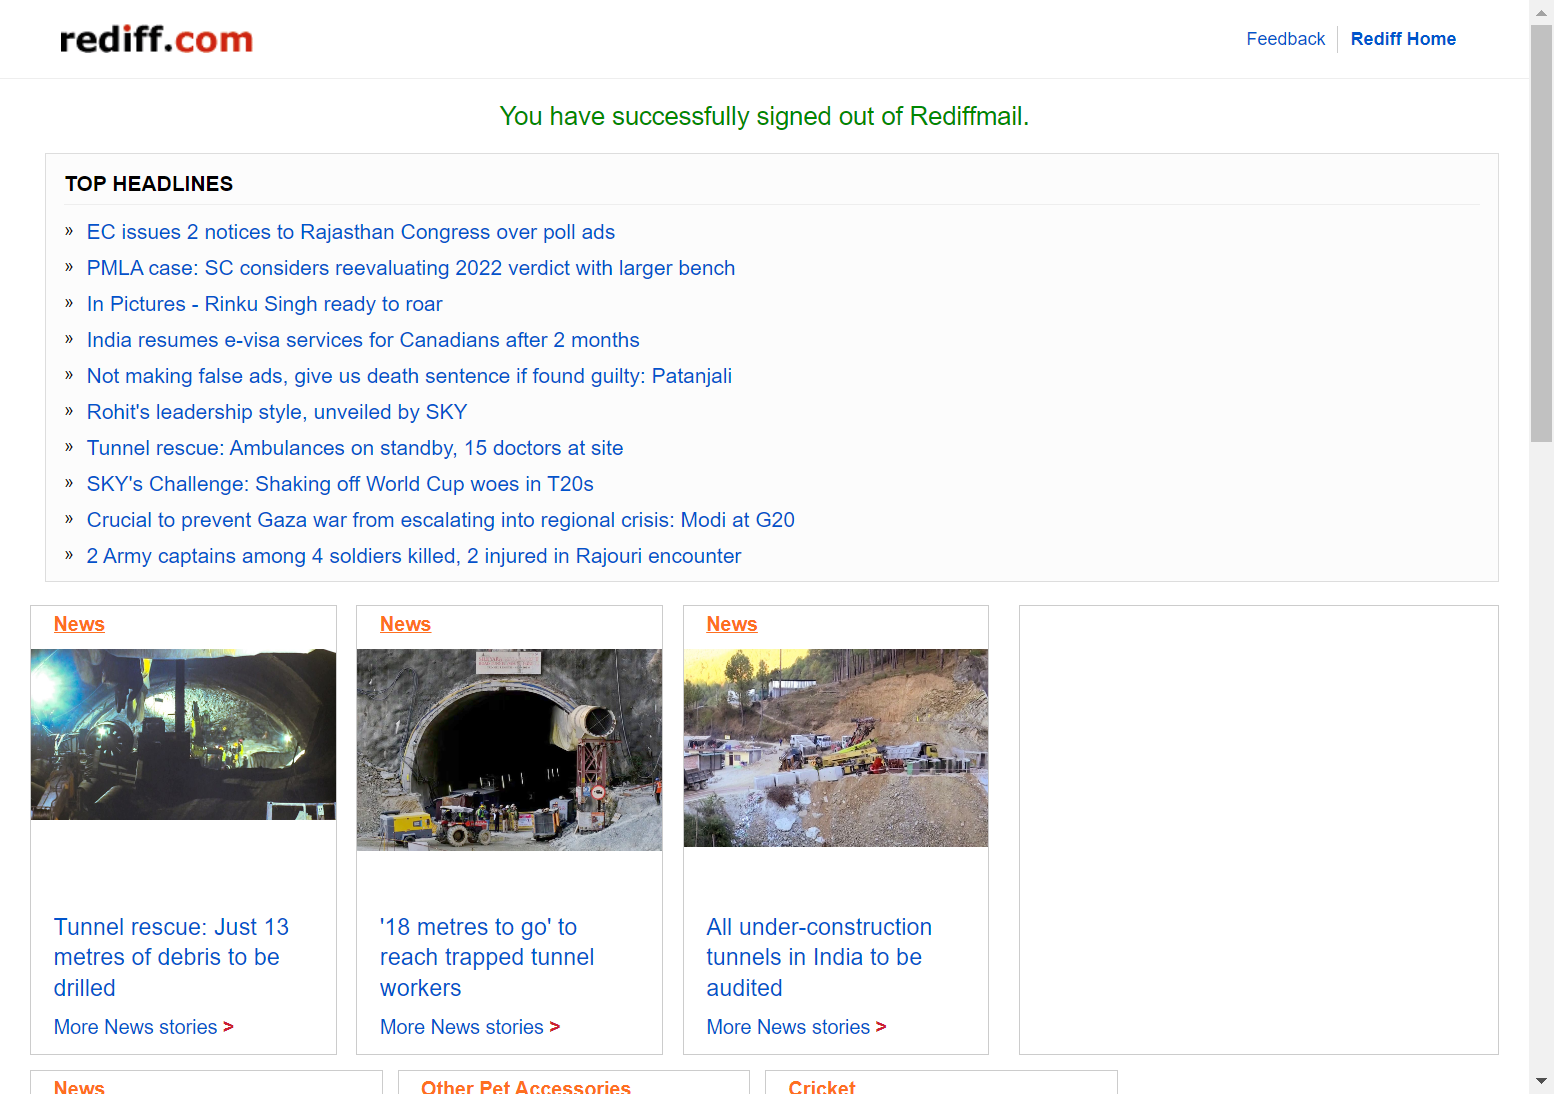 rediff.com
Feedback
Rediff Home
You have successfully signed out of Rediffmail.
TOP HEADLINES
» EC issues 2 notices to Rajasthan Congress over poll ads
» PMLA case: SC considers reevaluating 2022 verdict with larger bench
» In Pictures - Rinku Singh ready to roar
» India resumes e-visa services for Canadians after 2 months
» Not making false ads, give us death sentence if found guilty: Patanjali
» Rohit's leadership style, unveiled by SKY
» Tunnel rescue: Ambulances on standby, 15 doctors at site
» SKY's Challenge: Shaking off World Cup woes in T20s
» Crucial to prevent Gaza war from escalating into regional crisis: Modi at G20
» 2 Army captains among 4 soldiers killed, 2 injured in Rajouri encounter
News
Tunnel rescue: Just 13
metres of debris to be
drilled
More News stories >
News
'18 metres to go' to
reach trapped tunnel
workers
More News stories >
News
All under-construction
tunnels in India to be
audited
More News stories >
News
Other Pet Accessories
Cricket